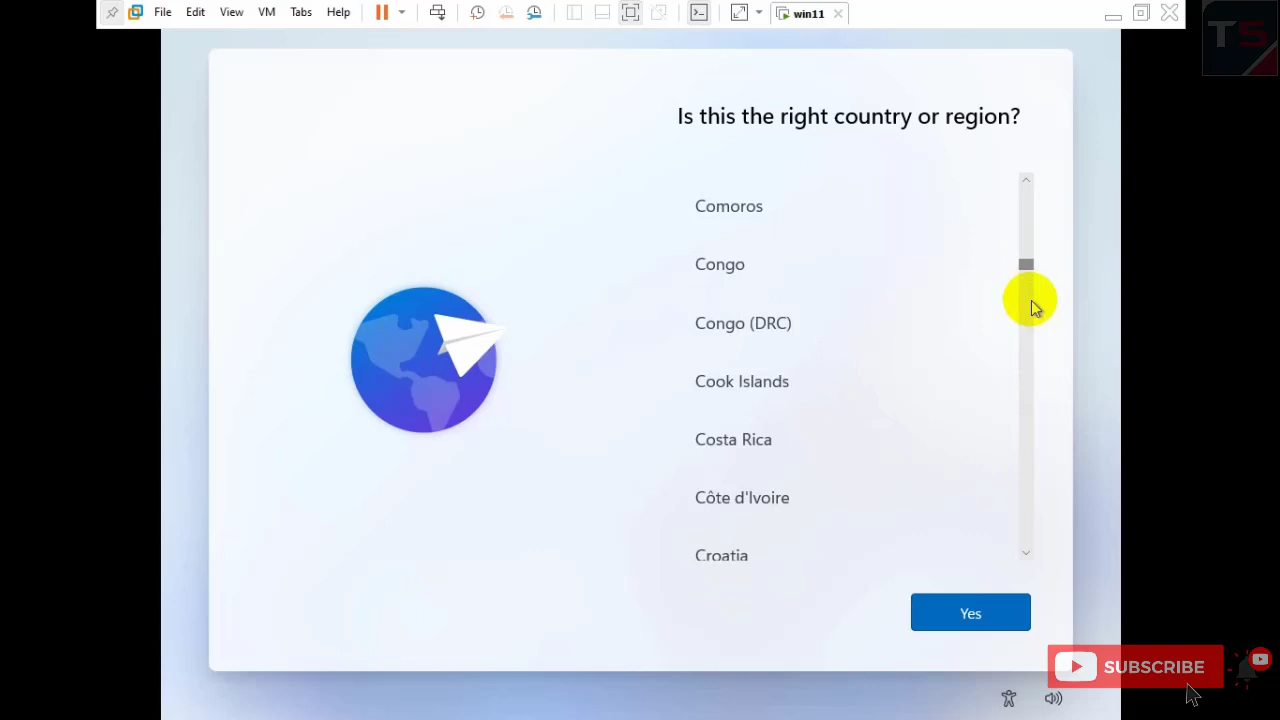 File Edit View VM Tabs Help win11
TS
Is this the right country or region?
Comoros
Congo
Congo (DRC)
Cook Islands
Costa Rica
Côte d'Ivoire
Croatia
Yes
SUBSCRIBE